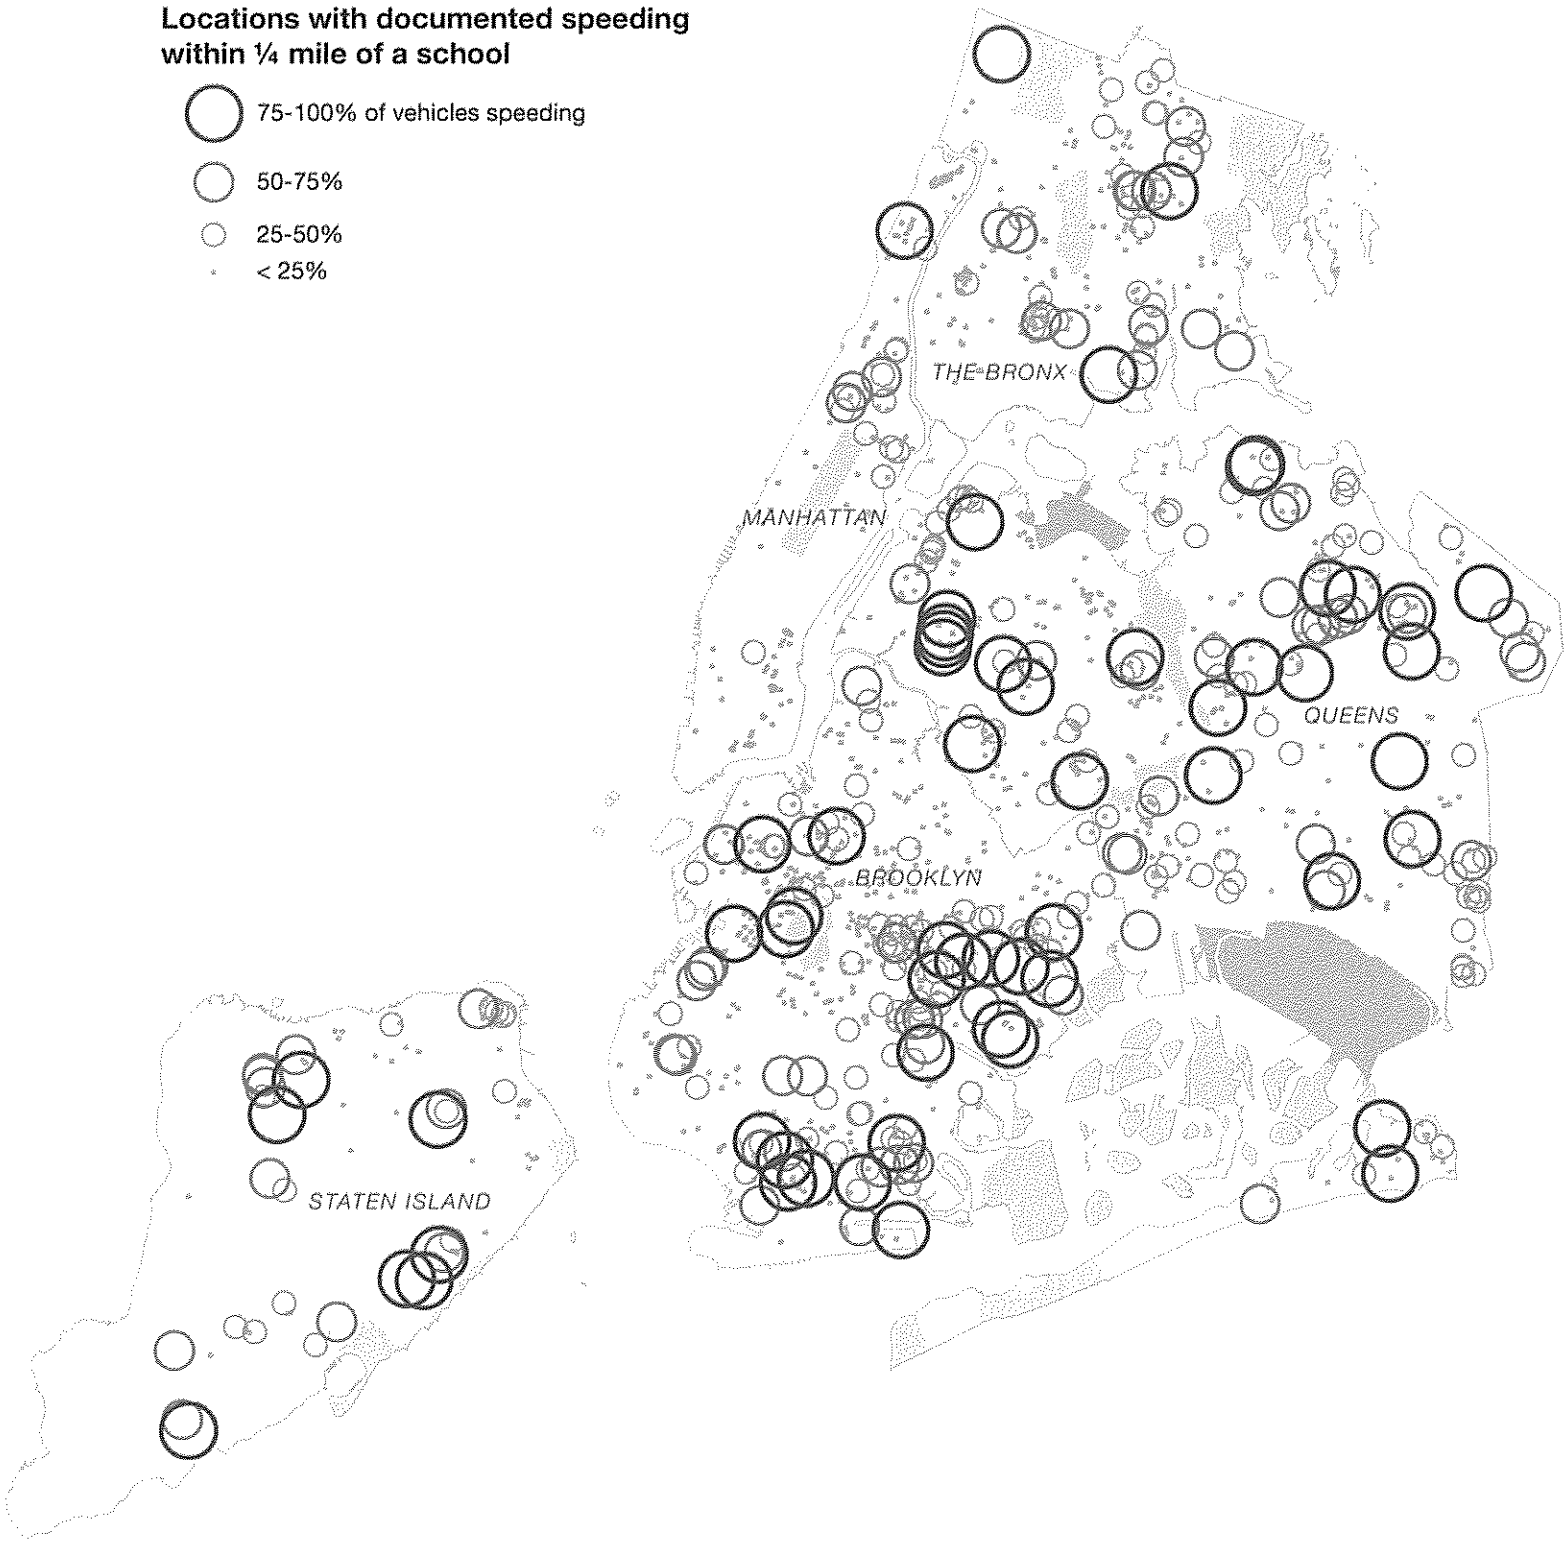 Locations with documented speeding
within ¼ mile of a school
75-100% of vehicles speeding
50-75%
25-50%
< 25%
THE BRONX
MANHATTAN
QUEENS
BROOKLYN
STATEN ISLAND